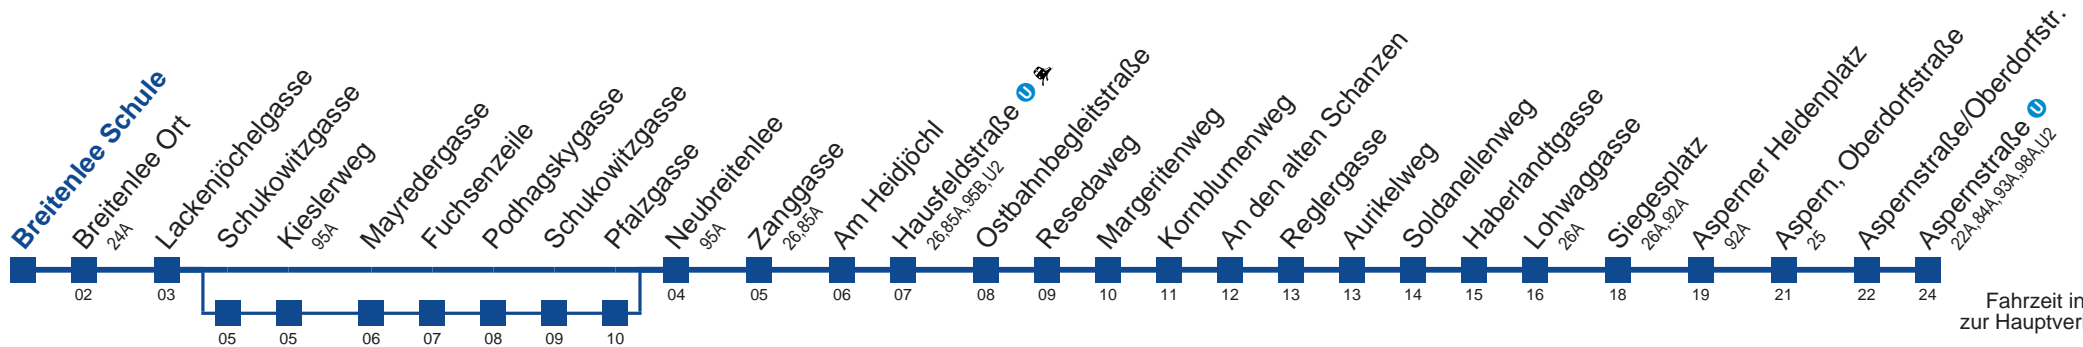 Breitenlee Schule
Breitenlee Ort
24A
Lackenjöchelgasse
Schukowitzgasse
Kieslerweg
95A
Mayredergasse
Fuchsenzeile
Podhagskygasse
Schukowitzgasse
Pfalzgasse
Neubreitenlee
95A
Zanggasse
26,85A
Am Heidjöchl
Hausfeldstraße U
26,85A,95B,U2
Ostbahnbegleitstraße
Resedaweg
Margeritenweg
Kornblumenweg
An den alten Schanzen
Reglergasse
Aurikelweg
Soldanellenweg
Haberlandtgasse
Lohwaggasse
26A
Siegesplatz
26A,92A
Asperner Heldenplatz
92A
Aspern, Oberdorfstraße
25
Aspernstraße/Oberdorfstr.
Aspernstraße U
22A,84A,93A,98A,U2
02 03 04 05 06 07 08 09 10 11 12 13 13 14 15 16 18 19 21 22 24
05 05 06 07 08 09 10
Fahrzeit in
zur Hauptver